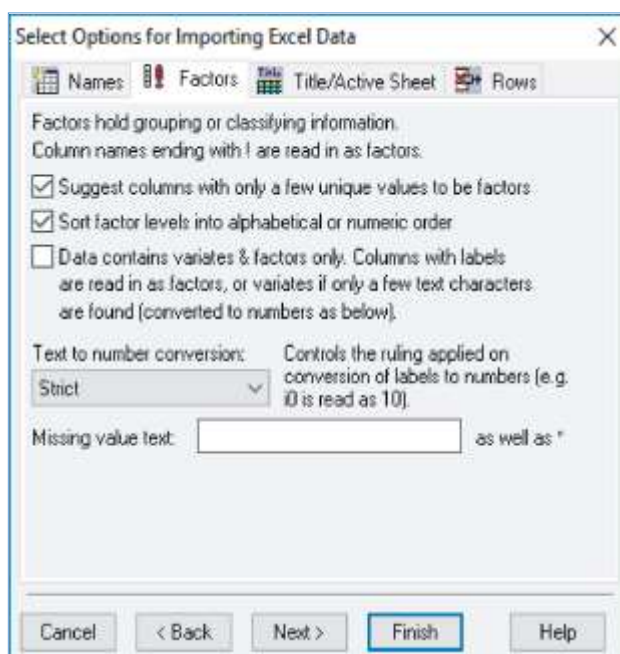 Select Options for Importing Excel Data
Names Factors Title/Active Sheet Rows
Factors hold grouping or classifying information.
Column names ending with ! are read in as factors.
Suggest columns with only a few unique values to be factors
Sort factor levels into alphabetical or numeric order
Data contains variates & factors only. Columns with labels
are read in as factors, or variates if only a few text characters
are found (converted to numbers as below).
Text to number conversion:
Strict
Controls the ruling applied on
conversion of labels to numbers (e.g.
i0 is read as 10).
Missing value text: as well as *
Cancel < Back Next > Finish Help